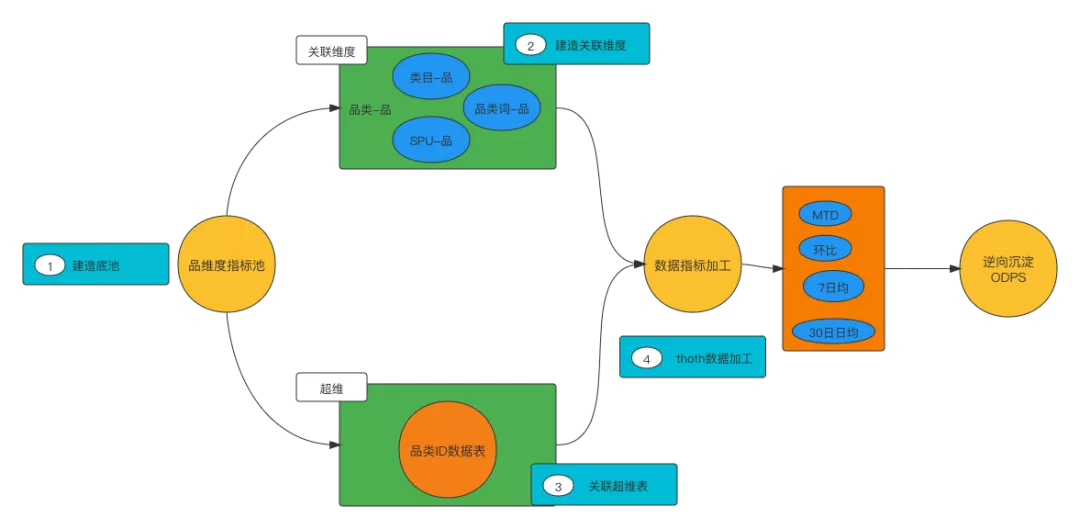 关联维度
2
建造关联维度
类目-品
品类-品
品类词-品
SPU-品
1
建造底池
品维度指标池
数据指标加工
MTD
环比
7日均
30日日均
逆向沉淀
ODPS
4
thoth数据加工
超维
品类ID数据表
3
关联超维表